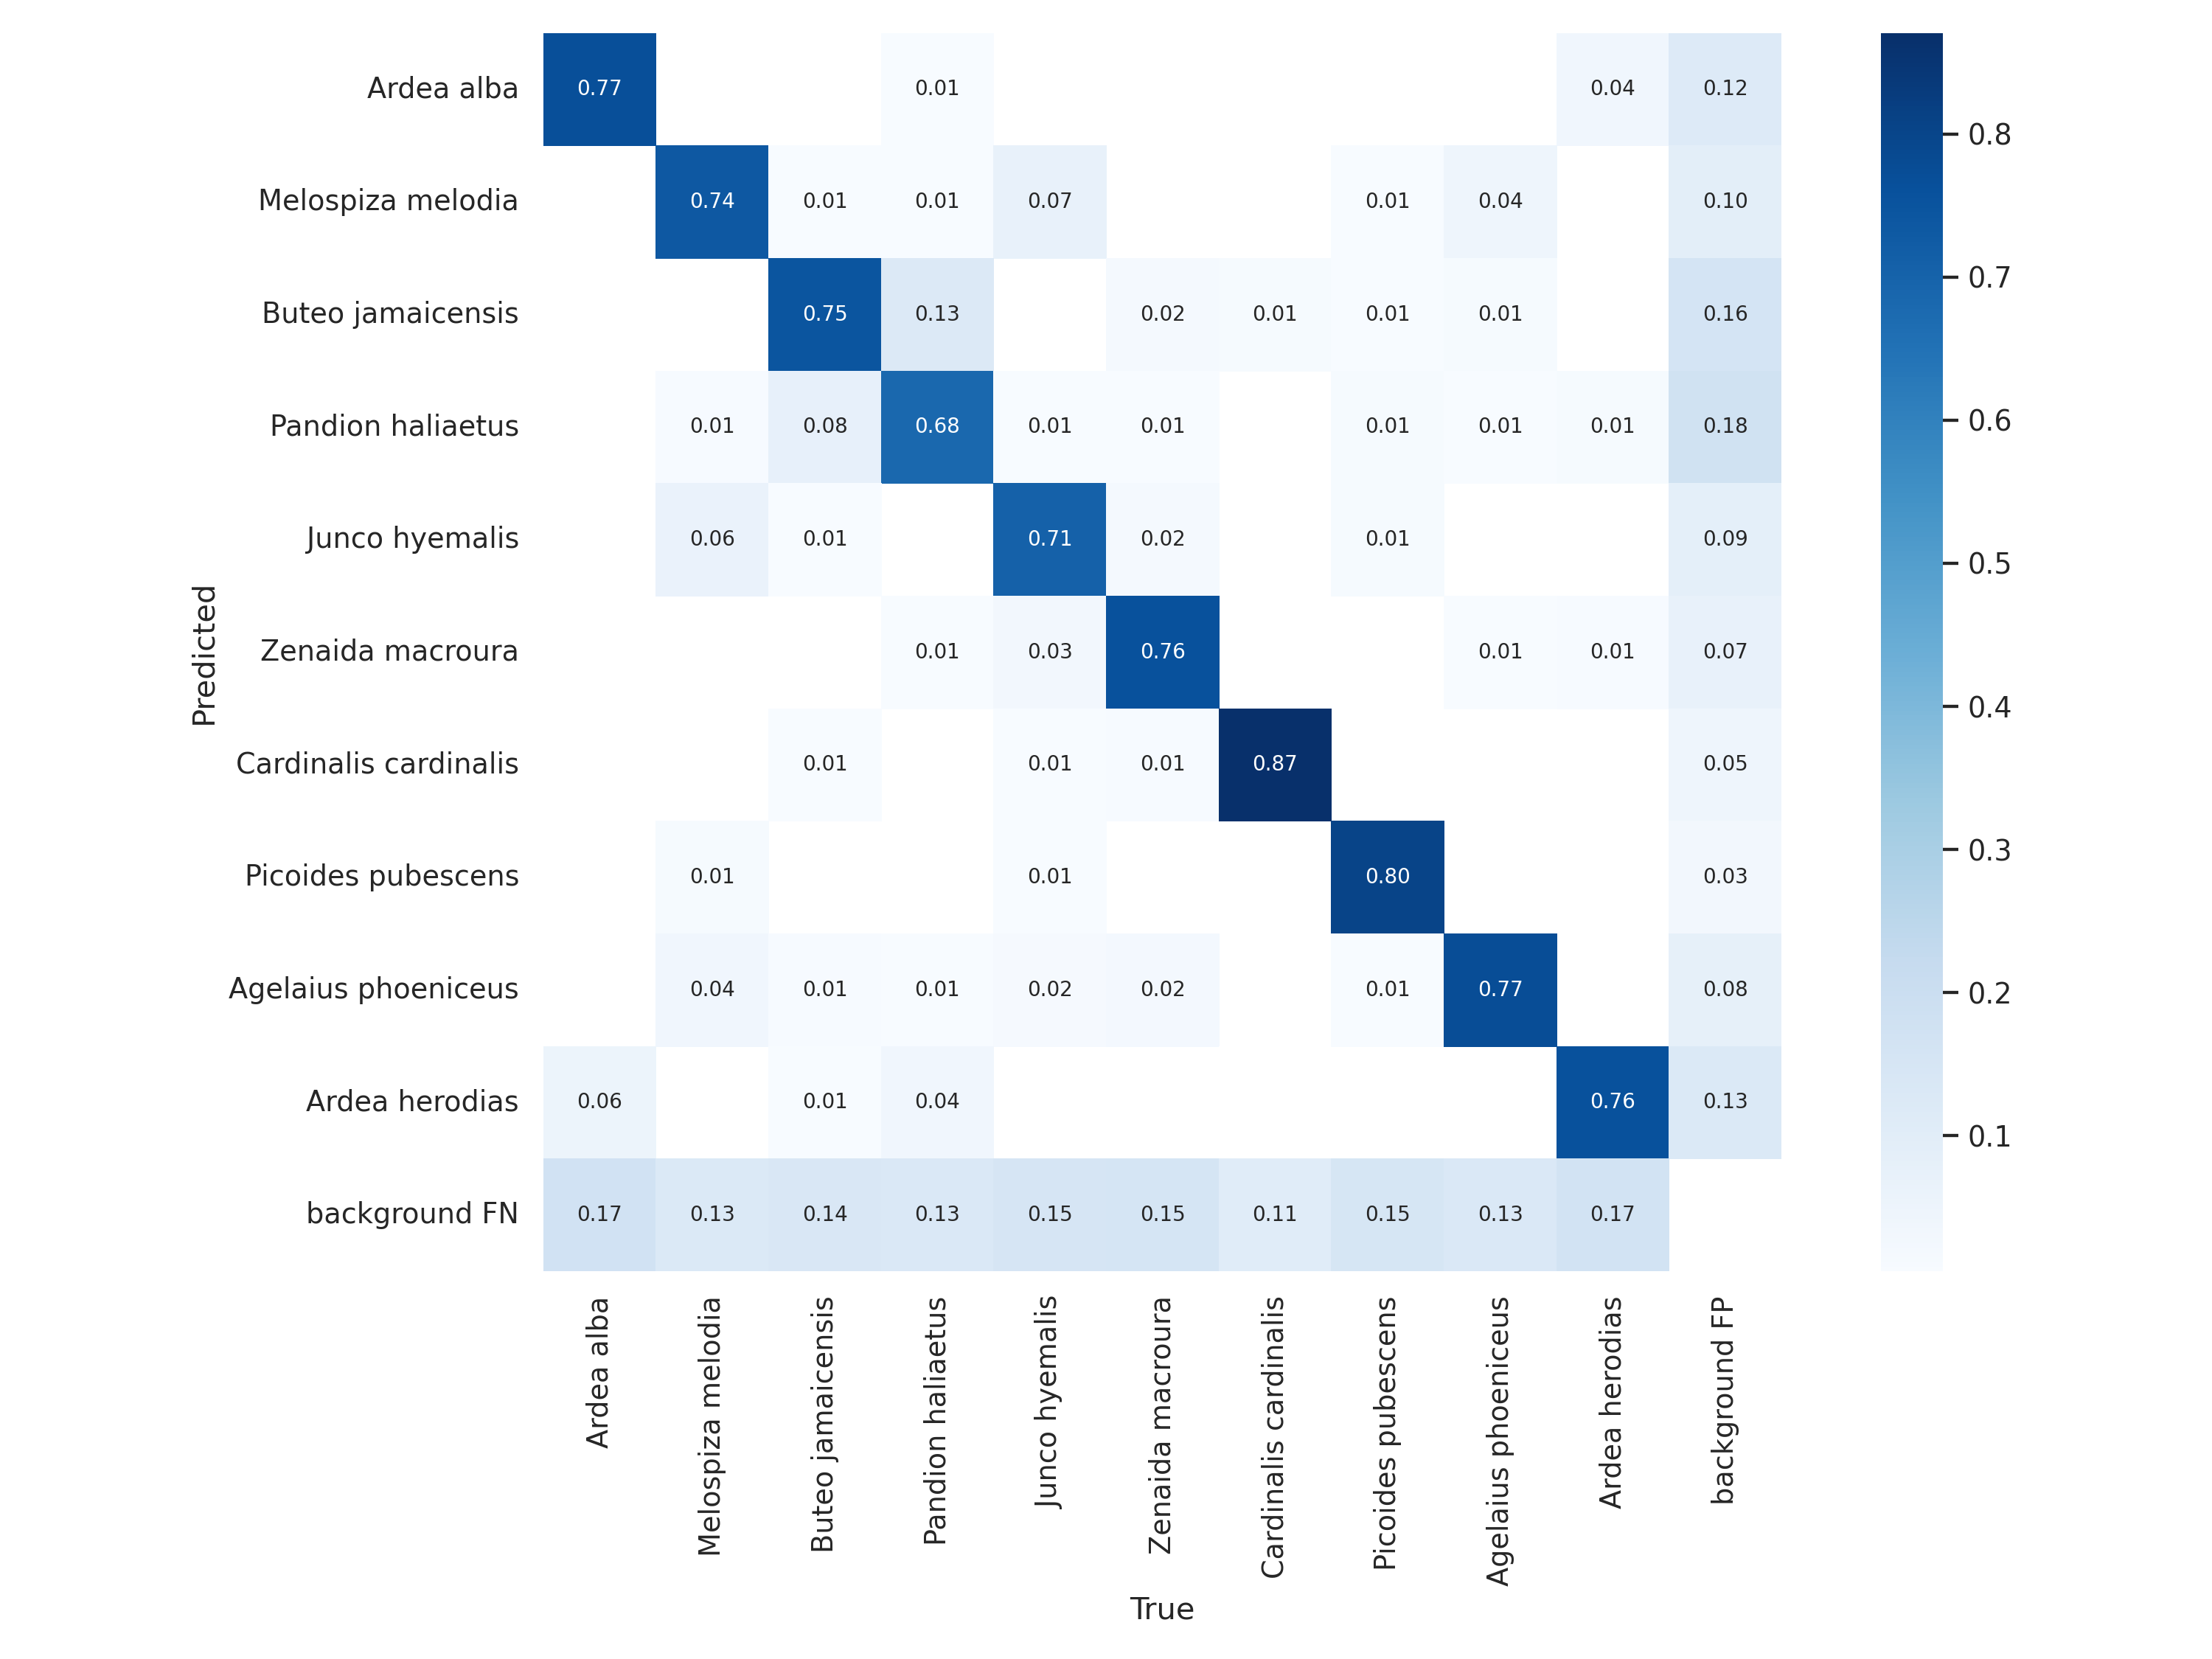 Ardea alba 0.77 0.01 0.04 0.12
Melospiza melodia 0.74 0.01 0.01 0.07 0.01 0.04 0.10
Buteo jamaicensis 0.75 0.13 0.02 0.01 0.01 0.01 0.16
Pandion haliaetus 0.01 0.08 0.68 0.01 0.01 0.01 0.01 0.01 0.18
Junco hyemalis 0.06 0.01 0.71 0.02 0.01 0.09
Zenaida macroura 0.01 0.03 0.76 0.01 0.01 0.07
Cardinalis cardinalis 0.01 0.01 0.01 0.87 0.05
Picoides pubescens 0.01 0.01 0.80 0.03
Agelaius phoeniceus 0.04 0.01 0.01 0.02 0.02 0.01 0.77 0.08
Ardea herodias 0.06 0.01 0.04 0.76 0.13
background FN 0.17 0.13 0.14 0.13 0.15 0.15 0.11 0.15 0.13 0.17
Predicted
Ardea alba
Melospiza melodia
Buteo jamaicensis
Pandion haliaetus
Junco hyemalis
Zenaida macroura
Cardinalis cardinalis
Picoides pubescens
Agelaius phoeniceus
Ardea herodias
background FP
True
0.8
0.7
0.6
0.5
0.4
0.3
0.2
0.1